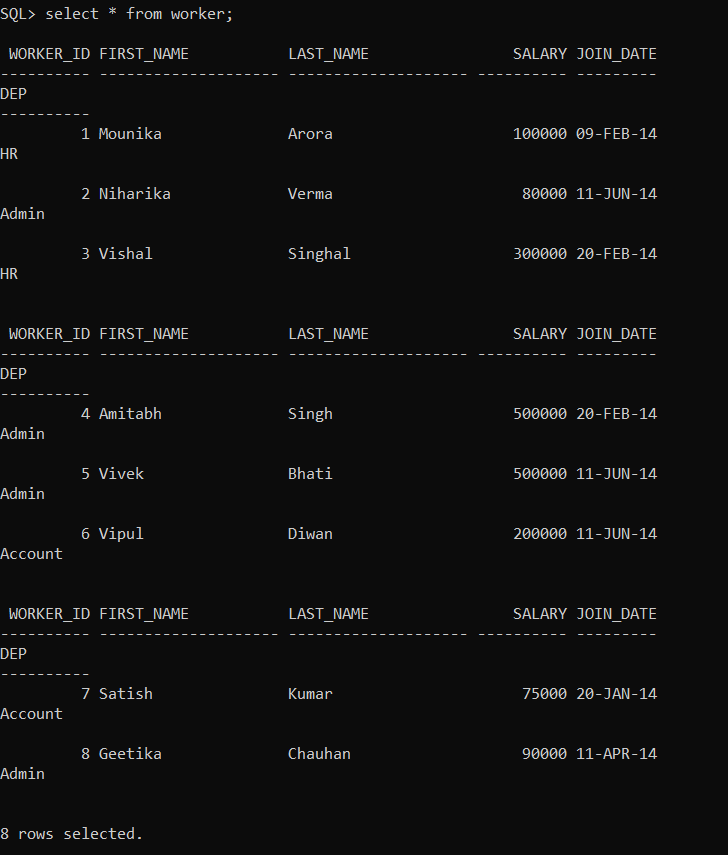 SQL> select * from worker;
 WORKER_ID FIRST_NAME           LAST_NAME                SALARY JOIN_DATE
---------- -------------------- -------------------- ---------- ---------
DEP
----------
         1 Mounika              Arora                    100000 09-FEB-14
HR
         2 Niharika             Verma                     80000 11-JUN-14
Admin
         3 Vishal               Singhal                  300000 20-FEB-14
HR
 WORKER_ID FIRST_NAME           LAST_NAME                SALARY JOIN_DATE
---------- -------------------- -------------------- ---------- ---------
DEP
----------
         4 Amitabh              Singh                    500000 20-FEB-14
Admin
         5 Vivek                Bhati                    500000 11-JUN-14
Admin
         6 Vipul                Diwan                    200000 11-JUN-14
Account
 WORKER_ID FIRST_NAME           LAST_NAME                SALARY JOIN_DATE
---------- -------------------- -------------------- ---------- ---------
DEP
----------
         7 Satish               Kumar                     75000 20-JAN-14
Account
         8 Geetika              Chauhan                   90000 11-APR-14
Admin
8 rows selected.